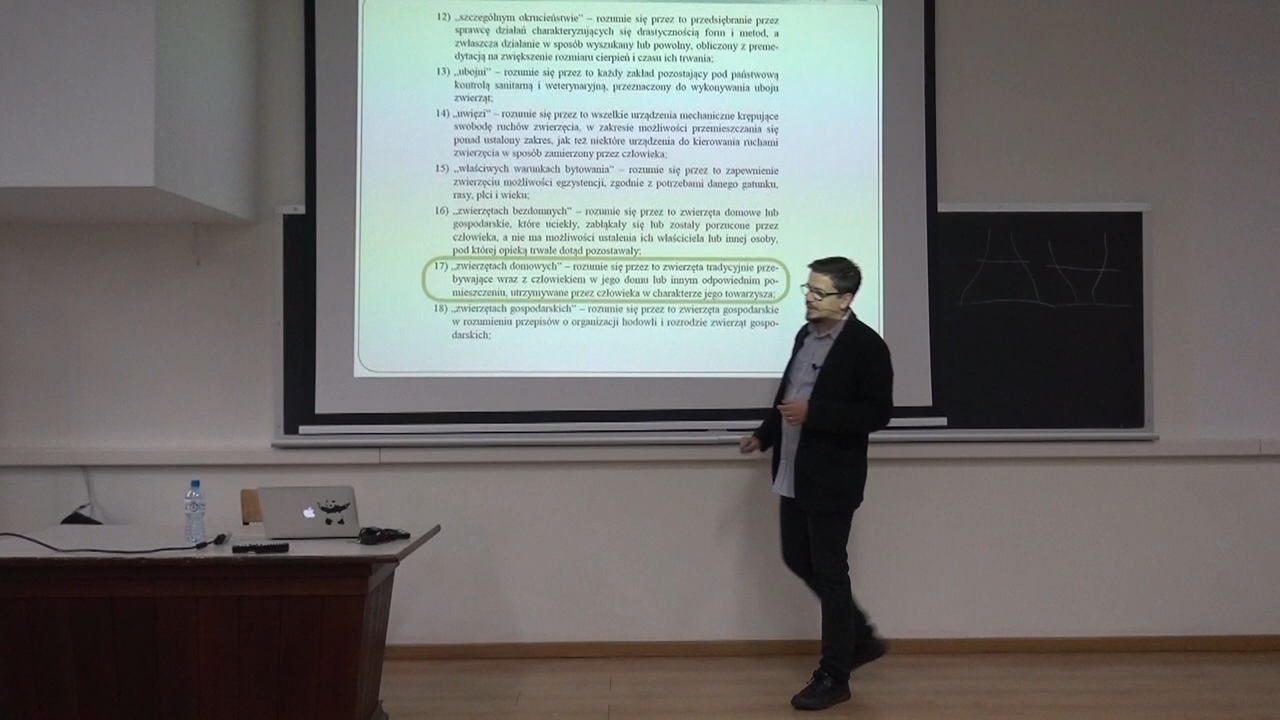 12) „szczególnym okrucieństwie” – rozumie się przez to przedsiębranie przez
sprawcę działań charakteryzujących się drastycznością form i metod, a
zwłaszcza działanie w sposób wyszukany lub powolny, obliczony z preme-
dytacją na zwiększenie rozmiaru cierpień i czasu ich trwania;
13) „ubojni” – rozumie się przez to każdy zakład pozostający pod państwową
kontrolą sanitarną i weterynaryjną, przeznaczony do wykonywania uboju
zwierząt;
14) „uwięzi” – rozumie się przez to wszelkie urządzenia mechaniczne krępujące
swobodę ruchów zwierzęcia, w zakresie możliwości przemieszczania się
ponad ustalony zakres, jak też niektóre urządzenia do kierowania ruchami
zwierzęcia w sposób zamierzony przez człowieka;
15) „właściwych warunkach bytowania” – rozumie się przez to zapewnienie
zwierzęciu możliwości egzystencji, zgodnie z potrzebami danego gatunku,
rasy, płci i wieku;
16) „zwierzętach bezdomnych” – rozumie się przez to zwierzęta domowe lub
gospodarskie, które uciekły, zabłąkały się lub zostały porzucone przez
człowieka, a nie ma możliwości ustalenia ich właściciela lub innej osoby,
pod której opieką trwale dotąd pozostawały;
17) „zwierzętach domowych” – rozumie się przez to zwierzęta tradycyjnie prze-
bywające wraz z człowiekiem w jego domu lub innym odpowiednim po-
mieszczeniu, utrzymywane przez człowieka w charakterze jego towarzysza;
18) „zwierzętach gospodarskich” – rozumie się przez to zwierzęta gospodarskie
w rozumieniu przepisów o organizacji hodowli i rozrodzie zwierząt gospo-
darskich;